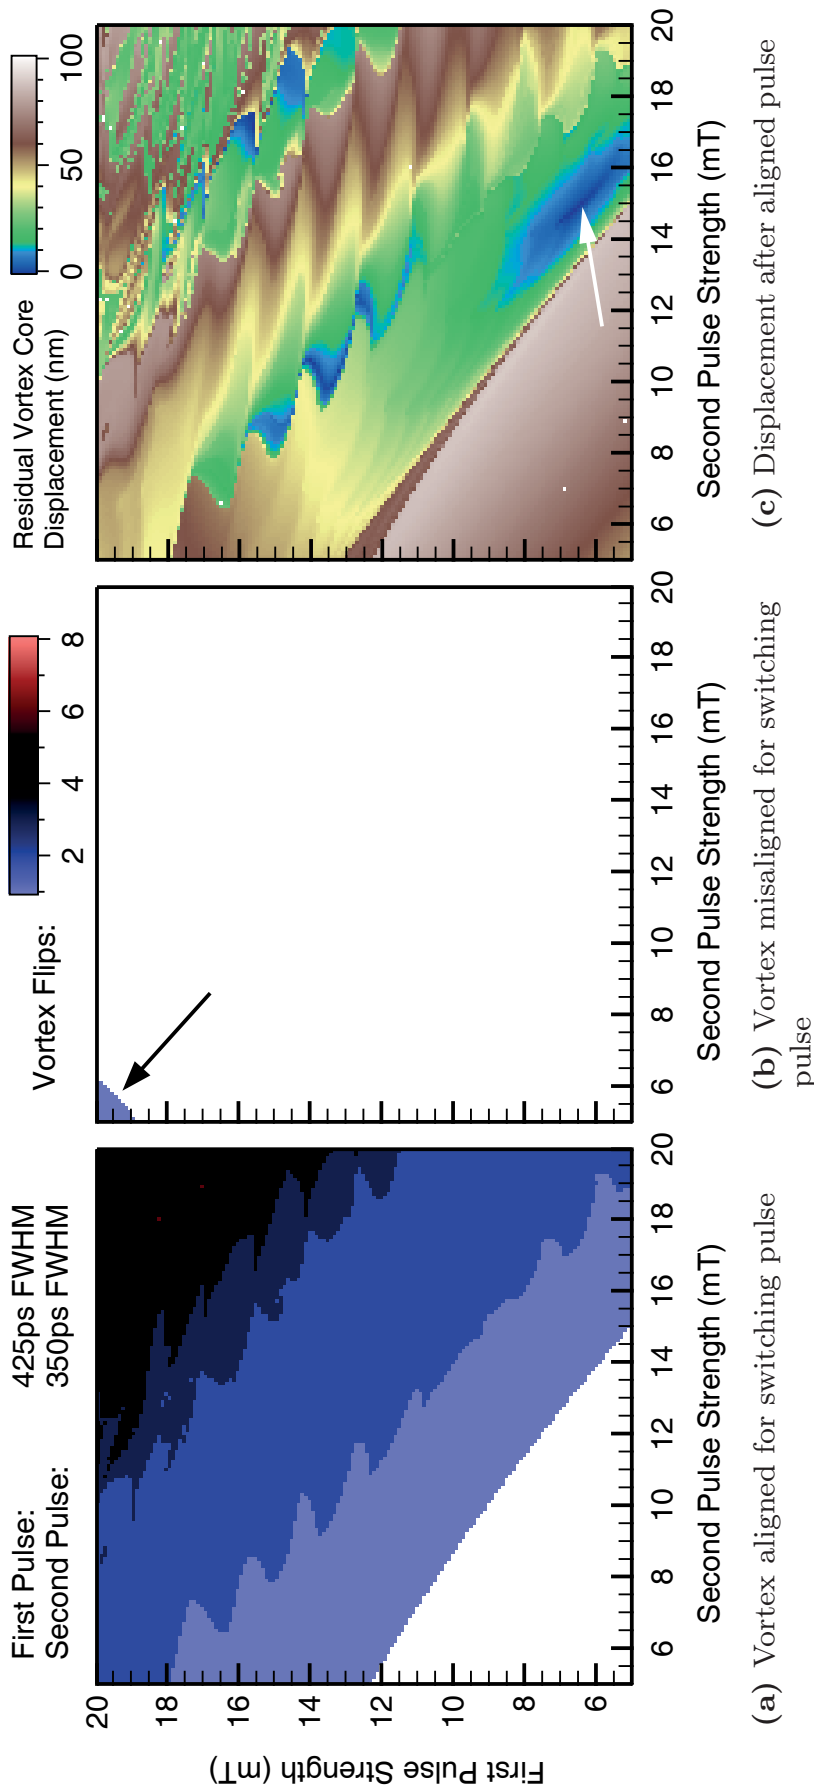 First Pulse: 425ps FWHM
Second Pulse: 350ps FWHM
Vortex Flips:
2 4 6 8
Residual Vortex Core
Displacement (nm)
0 50 100
First Pulse Strength (mT)
20
18
16
14
12
10
8
6
6 8 10 12 14 16 18 20
Second Pulse Strength (mT)
(a) Vortex aligned for switching pulse
6 8 10 12 14 16 18 20
Second Pulse Strength (mT)
(b) Vortex misaligned for switching
pulse
6 8 10 12 14 16 18 20
Second Pulse Strength (mT)
(c) Displacement after aligned pulse